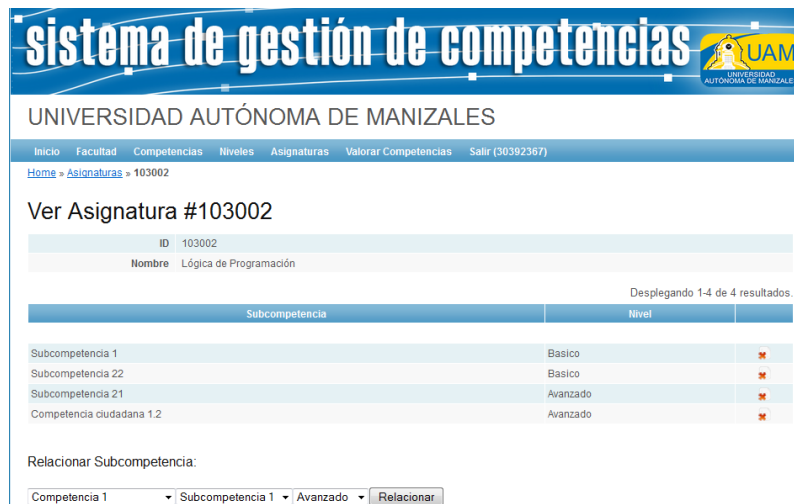 sistema de gestión de competencias
UAM
UNIVERSIDAD
AUTÓNOMA DE MANIZALES
UNIVERSIDAD AUTÓNOMA DE MANIZALES
Inicio Facultad Competencias Niveles Asignaturas Valorar Competencias Salir (30392367)
Home » Asignaturas » 103002
Ver Asignatura #103002
ID 103002
Nombre Lógica de Programación
Desplegando 1-4 de 4 resultados.
Subcompetencia Nivel
Subcompetencia 1 Basico
Subcompetencia 22 Basico
Subcompetencia 21 Avanzado
Competencia ciudadana 1.2 Avanzado
Relacionar Subcompetencia:
Competencia 1 Subcompetencia 1 Avanzado Relacionar